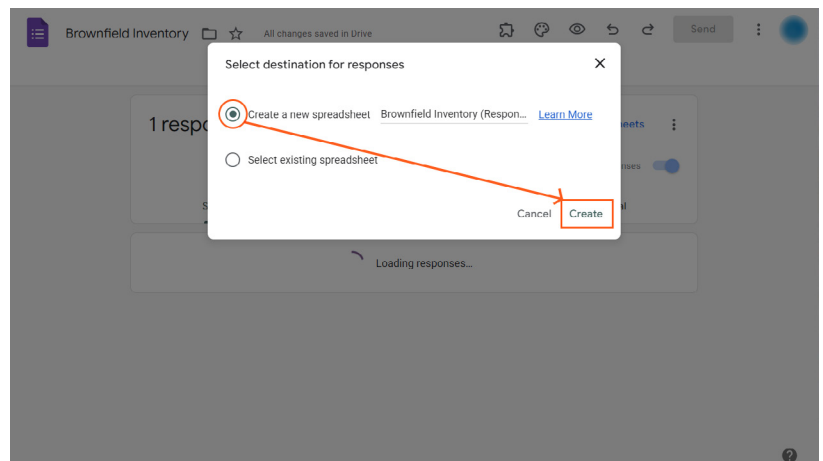 Brownfield Inventory
All changes saved in Drive
Send
Select destination for responses
1 respo
Create a new spreadsheet Brownfield Inventory (Respon... Learn More
eets
Select existing spreadsheet
nses
Cancel Create
Loading responses...